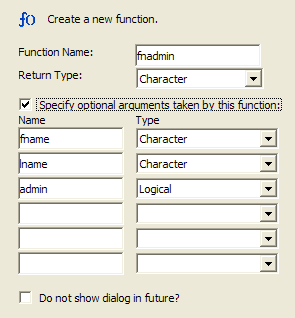 Create a new function.
Function Name: fnadmin
Return Type: Character
Specify optional arguments taken by this function:
Name Type
fname Character
lname Character
admin Logical
Do not show dialog in future?